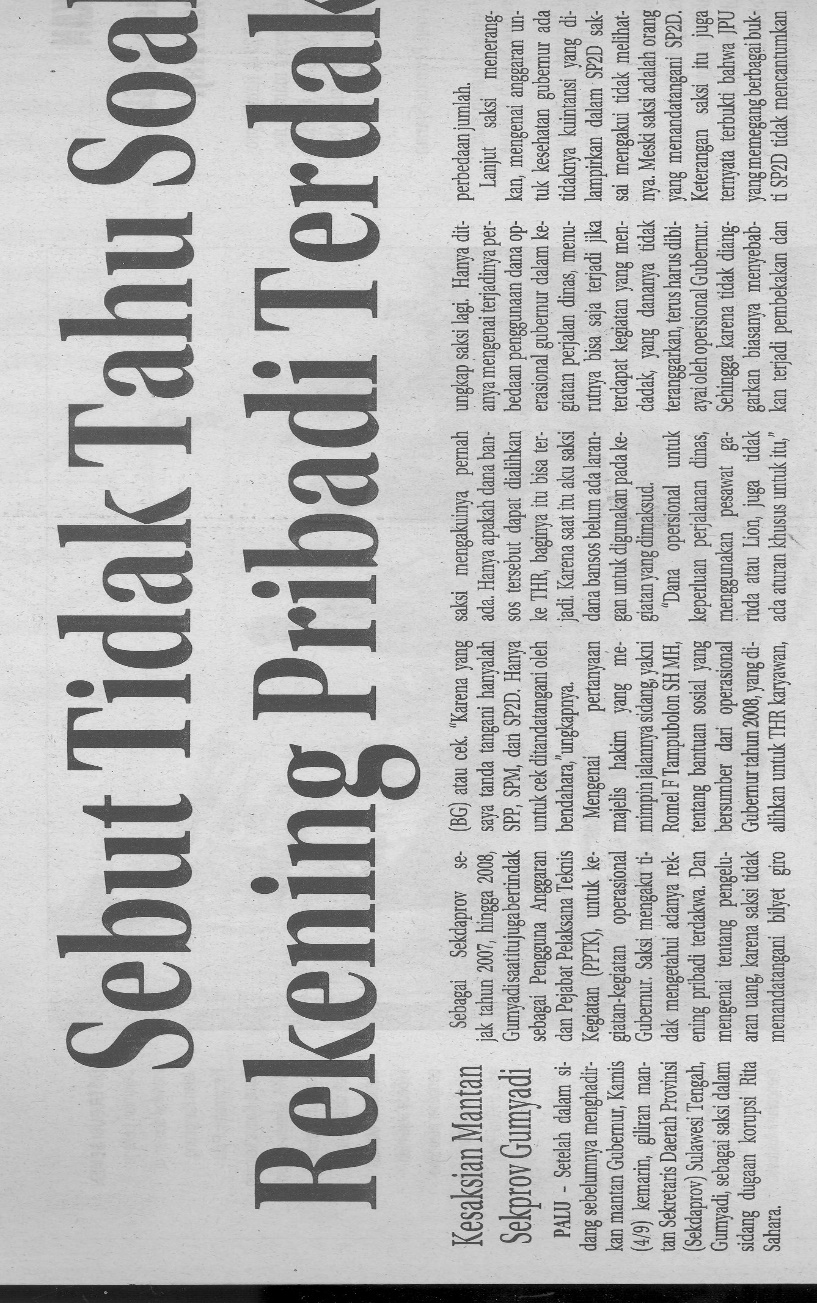 Sebut Tidak Tahu Soal
Rekening Pribadi Terdak
Kesaksian Mantan
Sekprov Gumyadi
PALU – Setelah dalam si-
dang sebelumnya menghadir-
kan mantan Gubernur, Kamis
(4/9) kemarin, giliran man-
tan Sekretaris Daerah Provinsi
(Sekdaprov) Sulawesi Tengah,
Gumyadi, sebagai saksi dalam
sidang dugaan korupsi Rita
Sahara.
Sebagai Sekdaprov se-
jak tahun 2007, hingga 2008,
Gumyadi saat itu juga bertindak
sebagai Pengguna Anggaran
dan Pejabar Pelaksana Teknis
Kegiatan (PPTK), untuk ke-
giatan-kegiatan operasional
Gubernur. Saksi mengaku ti-
dak mengetahui adanya rek-
ening pribadi terdakwa. Dan
mengenai tentang pengelu-
aran uang, karena saksi tidak
menandatangani bilyet giro
(BG) atau cek. “Karena yang
saya tanda tangani hanyalah
SPP, SPM, dan SP2D. Hanya
untuk cek ditandatangani oleh
bendahara,”ungkapnya.
Mengenai pertanyaan
majelis hakim yang me-
mimpin jalannya sidang, yakni
Romel F Tampubolon SH MH,
tentang bantuan sosial yang
bersumber dari operasional
Gubernur tahun 2008, yang di-
alihkan untuk THR karyawan,
saksi mengakuinya pernah
ada. Hanya apakah dana ban-
sos tersebut dapat dialihkan
ke THR, baginya itu bisa ter-
jadi. Karena saat itu aku saksi
dana bansos belum ada laran-
gan untuk digunakan pada ke-
giatan yang dimaksud.
“Dana opersional untuk
keperluan perjalanan dinas,
menggunakan pesawat ga-
ruda atau Lion, juga tidak
ada aturan khusus untuk itu,”
ungkap saksi lagi. Hanya dit-
anya mengenai terjadinya per-
bedaan penggunaan dana op-
erasional gubernur dalam ke-
giatan perjalan dinas, menu-
rutnya bisa saja terjadi jika
terdapat kegiatan yang men-
dadak, yang dananya tidak
teranggarkan, terus harus dibi-
ayai oleh opersional Gubernur.
Sehingga karena tidak diang-
garkan biasanya menyebab-
kan terjadi pembekakan dan
perbedaan jumlah.
Lanjut saksi menerang-
kan, mengenai anggaran un-
tuk kesehatan gubernur ada
tidaknya kuintansi yang di-
lampirkan dalam SP2D sak-
sai mengakui tidak melihat-
nya. Meski saksi adalah orang
yang menandatangani SP2D.
Keterangan saksi itu juga
ternyata terbukti bahwa JPU
yang memegang berbagai buk-
ti SP2D tidak mencantumkan